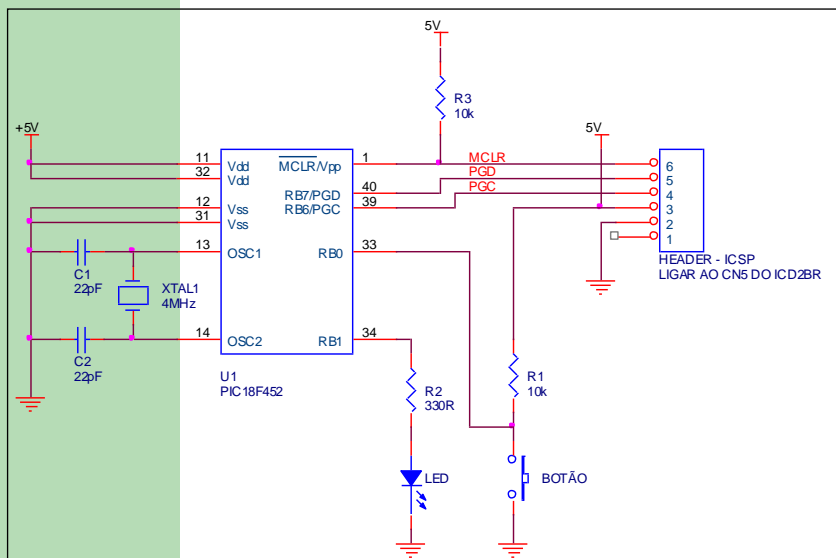 5V
R3
10k
+5V
5V
11
Vdd
MCLR/Vpp
1
MCLR
6
32
Vdd
PGD
5
RB7/PGD
40
PGC
4
12
Vss
RB6/PGC
39
3
31
Vss
2
13
OSC1
RB0
33
1
C1
22pF
XTAL1
4MHz
HEADER - ICSP
LIGAR AO CN5 DO ICD2BR
14
OSC2
RB1
34
C2
22pF
U1
PIC18F452
R2
330R
R1
10k
LED
BOTÃO